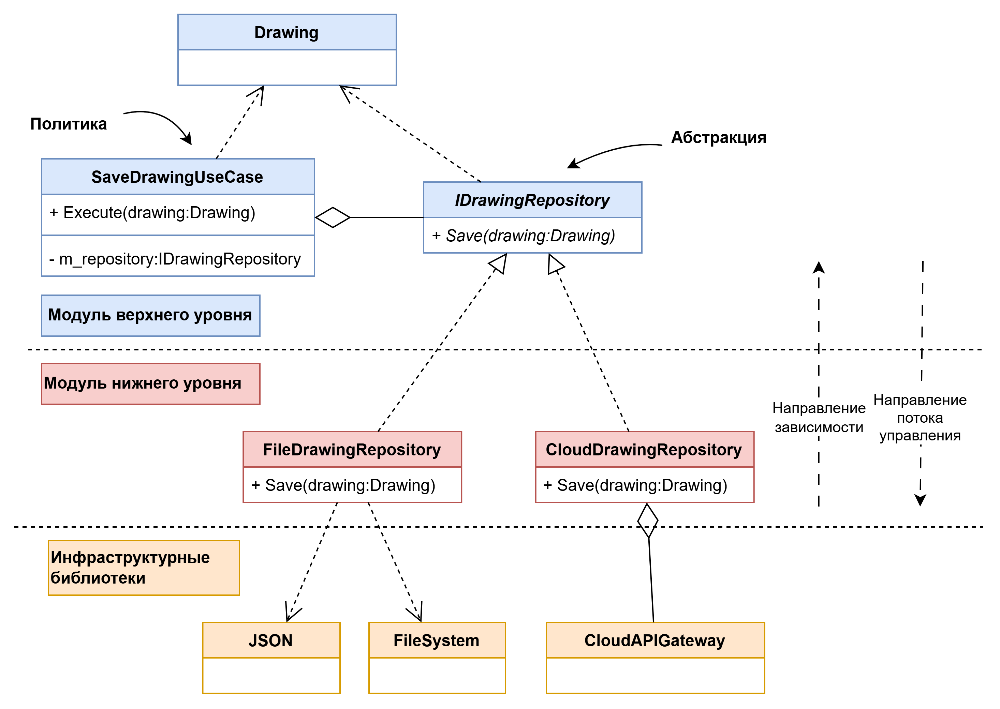 Drawing
Политика
Абстракция
SaveDrawingUseCase
+ Execute(drawing:Drawing)
- m_repository:IDrawingRepository
IDrawingRepository
+ Save(drawing:Drawing)
Модуль верхнего уровня
Модуль нижнего уровня
Направление
зависимости
Направление
потока
управления
FileDrawingRepository
+ Save(drawing:Drawing)
CloudDrawingRepository
+ Save(drawing:Drawing)
Инфраструктурные
библиотеки
JSON
FileSystem
CloudAPIGateway